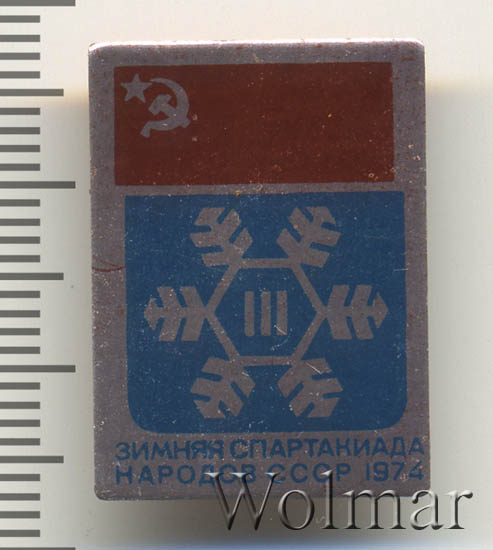 III
ЗИМНЯЯ СПАРТАКИАДА
НАРОДОВ СССР 1974
Wolmar